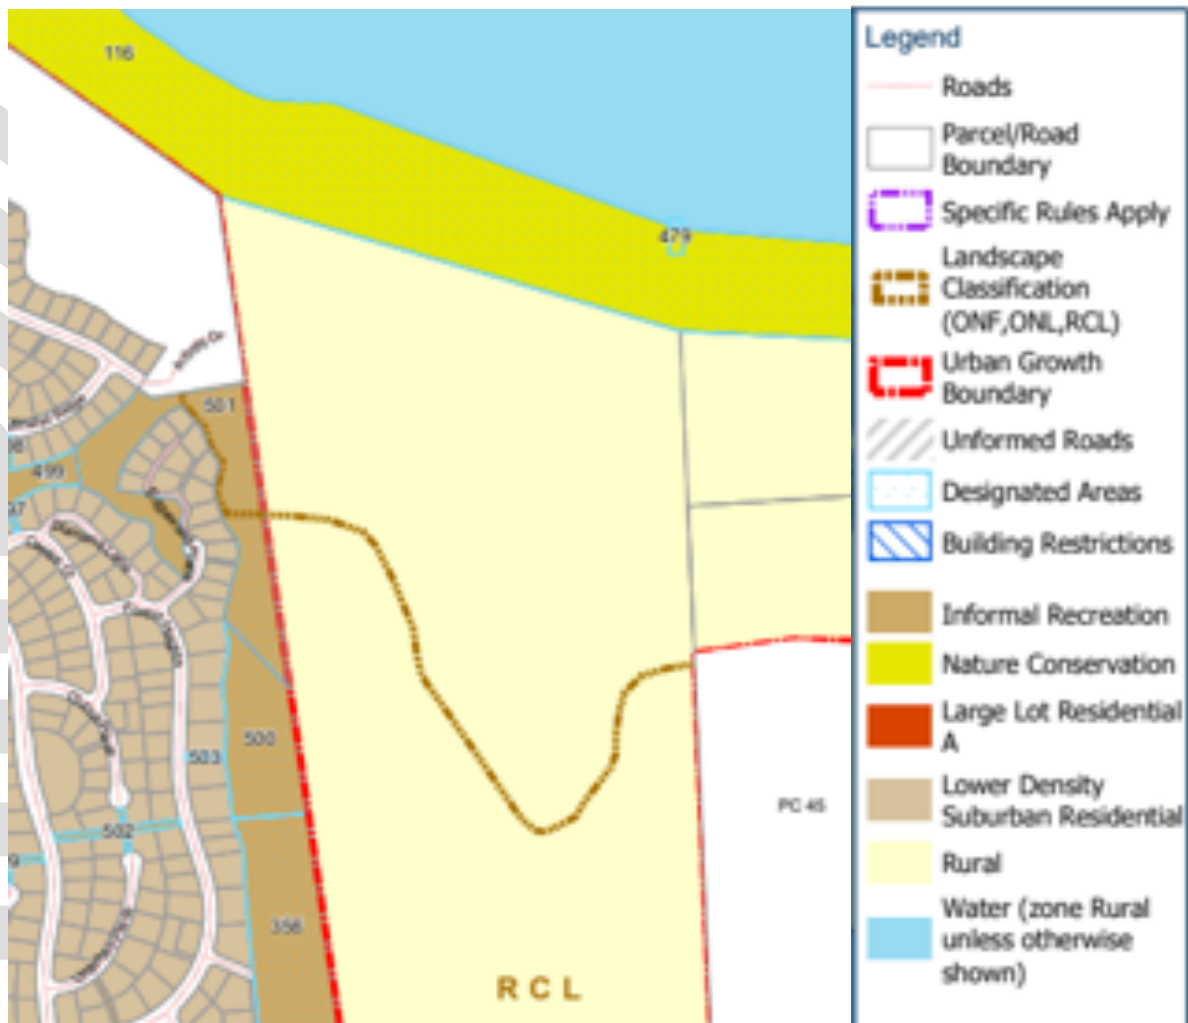 116
479
501
499
500
503
502
356
PC 45
RCL
Legend
Roads
Parcel/Road
Boundary
Specific Rules Apply
Landscape
Classification
(ONF,ONL,RCL)
Urban Growth
Boundary
Unformed Roads
Designated Areas
Building Restrictions
Informal Recreation
Nature Conservation
Large Lot Residential
A
Lower Density
Suburban Residential
Rural
Water (zone Rural
unless otherwise
shown)